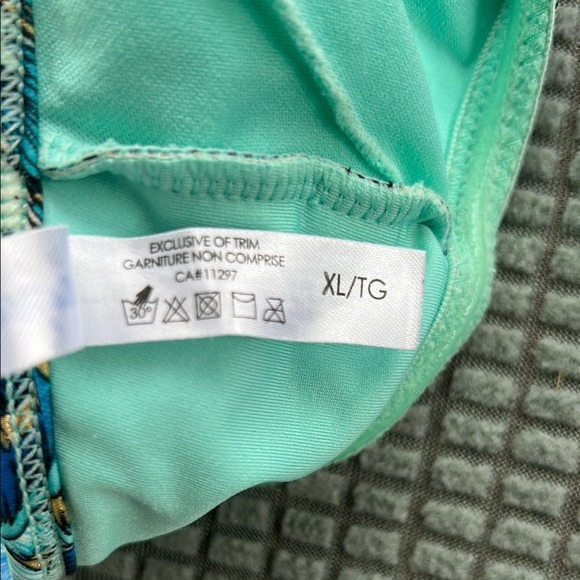 EXCLUSIVE OF TRIM
GARNITURE NON COMPRISE
CA#11297
30°
XL/TG